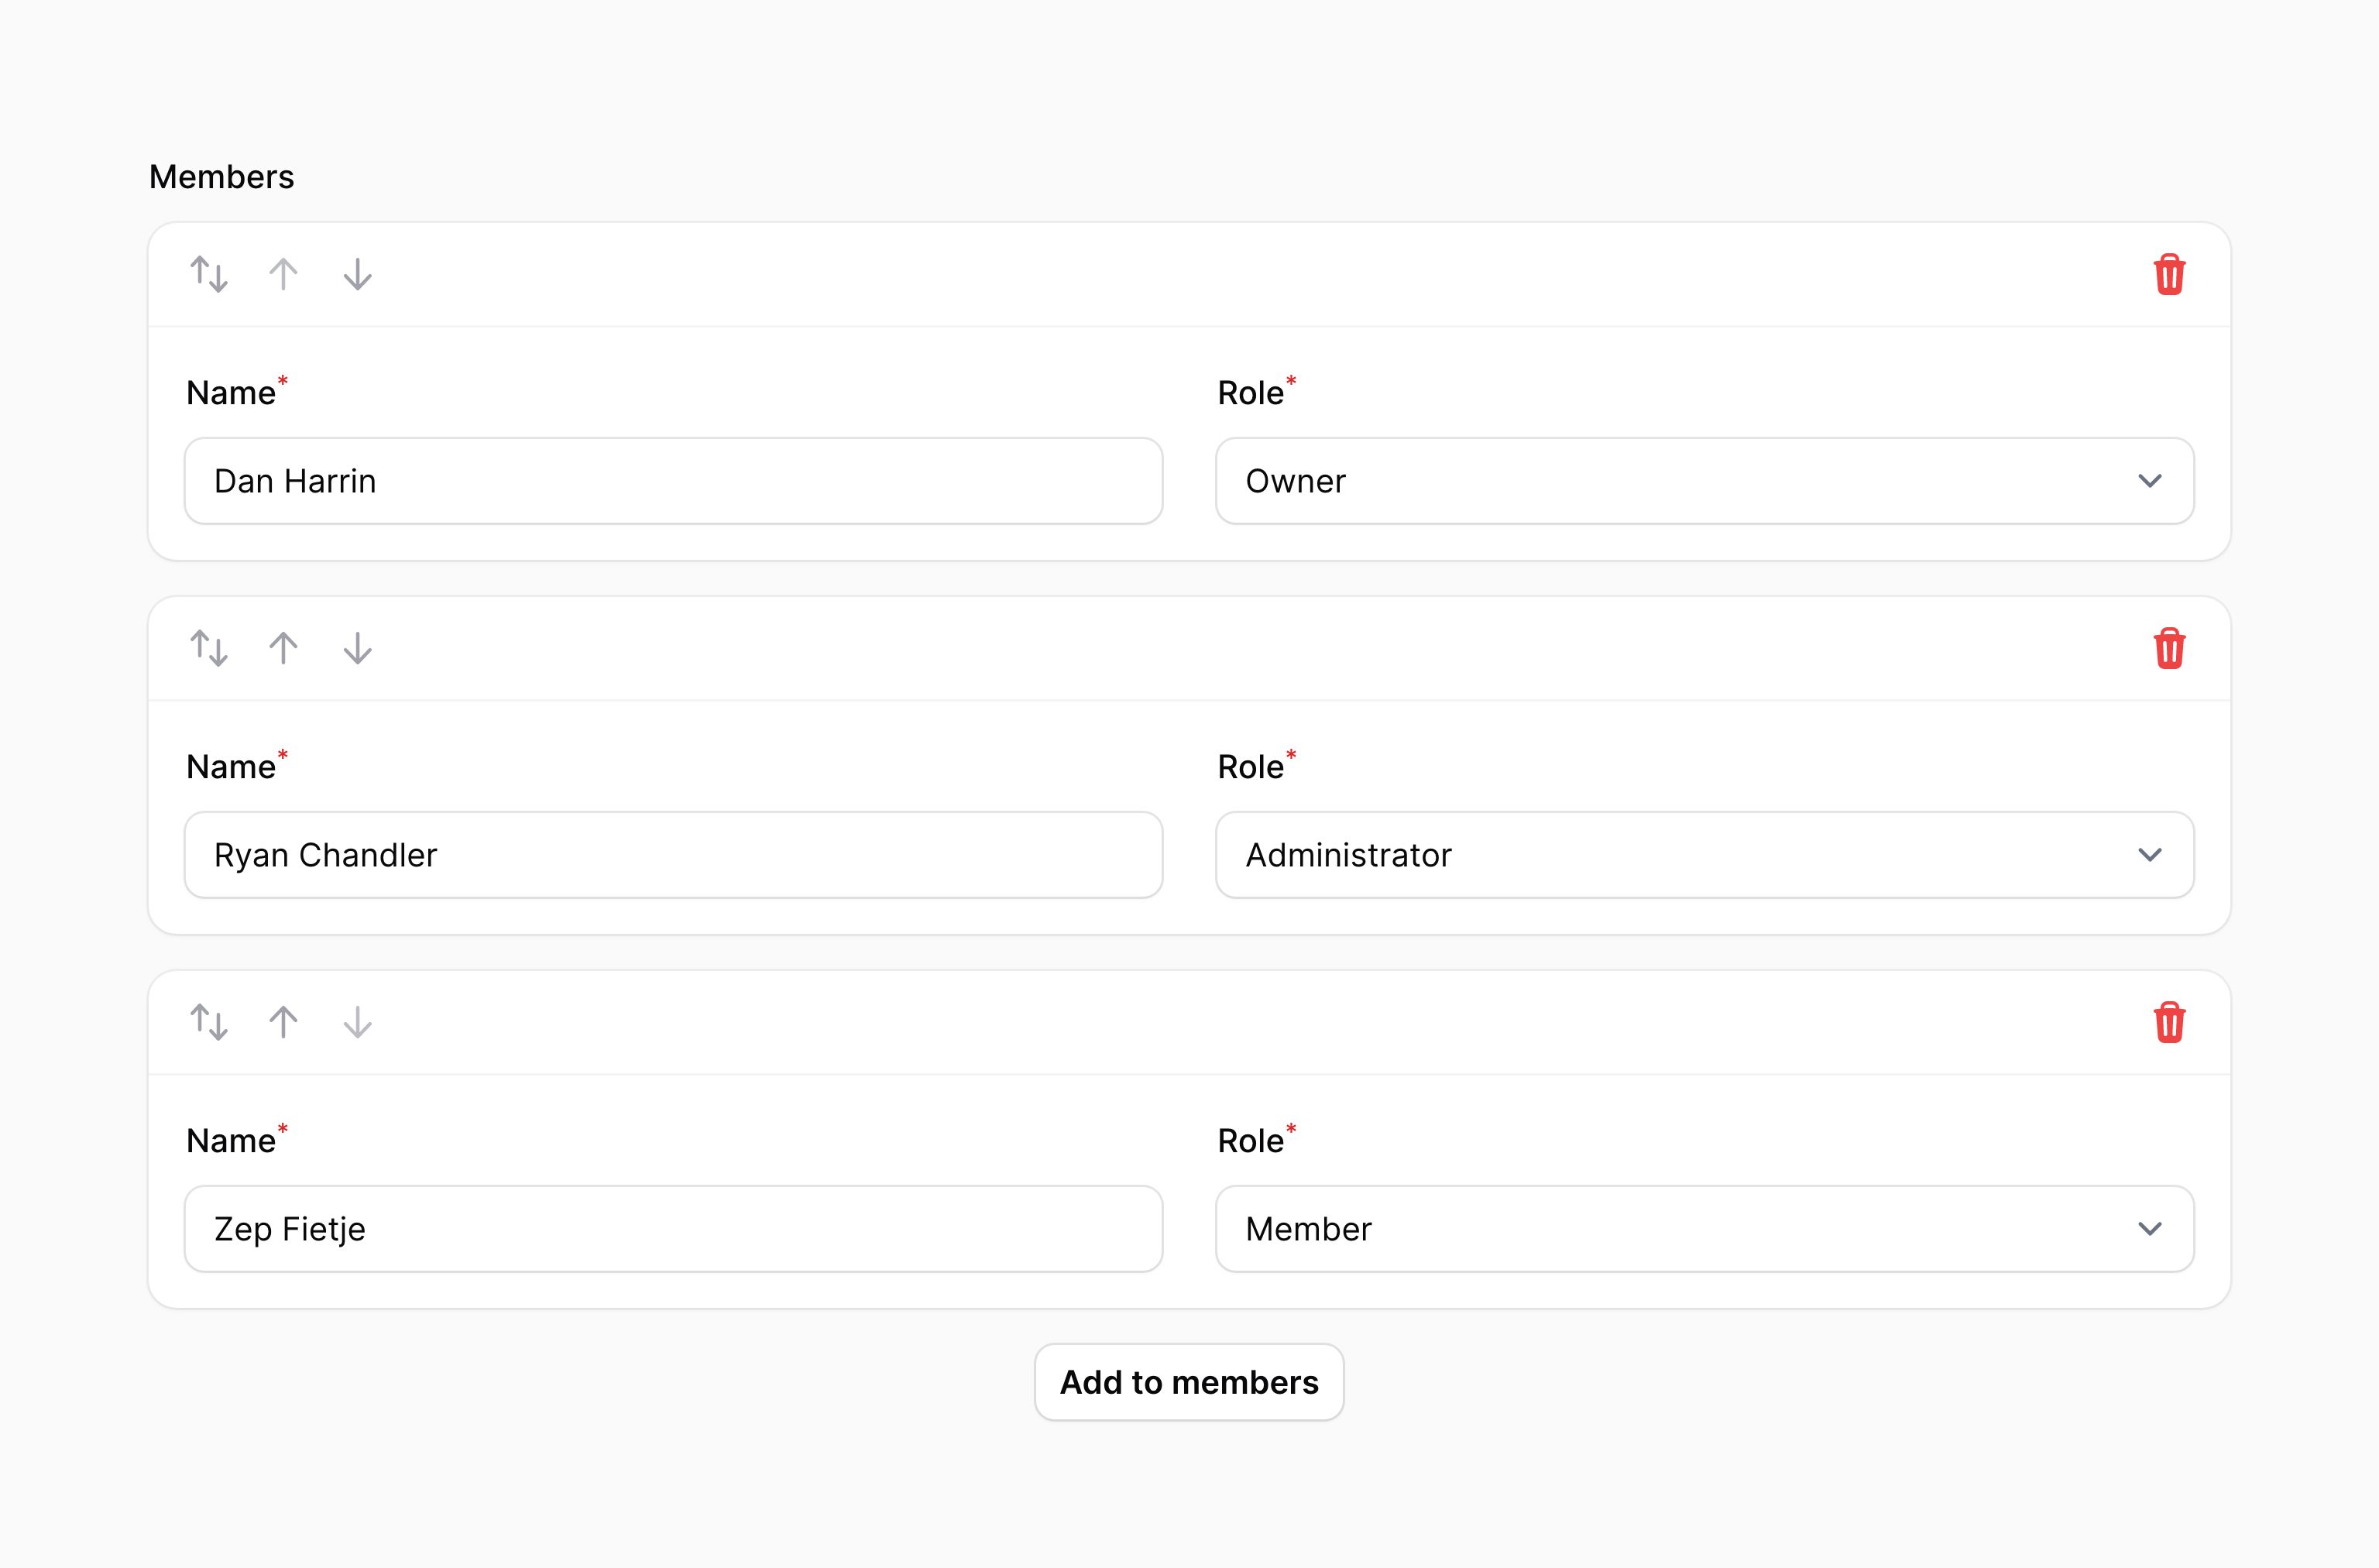 Members
Name* Role*
Dan Harrin Owner
Name* Role*
Ryan Chandler Administrator
Name* Role*
Zep Fietje Member
Add to members